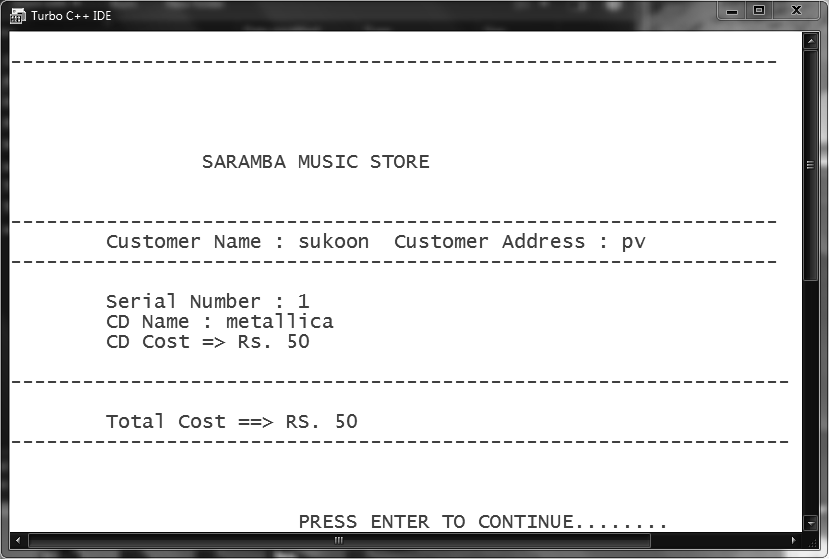 Turbo C++ IDE
----------------------------------------------------------------
SARAMBA MUSIC STORE
----------------------------------------------------------------
Customer Name : sukoon  Customer Address : pv
----------------------------------------------------------------
Serial Number : 1
CD Name : metallica
CD Cost => Rs. 50
-----------------------------------------------------------------
Total Cost ==> RS. 50
-----------------------------------------------------------------
PRESS ENTER TO CONTINUE........